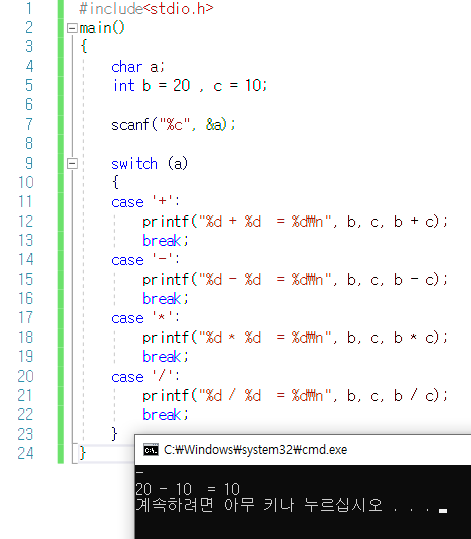 1 #include<stdio.h>
2 main()
3 {
4 char a;
5 int b = 20 , c = 10;
6
7 scanf("%c", &a);
8
9 switch (a)
10 {
11 case '+':
12 printf("%d + %d  = %d₩n", b, c, b + c);
13 break;
14 case '-':
15 printf("%d - %d  = %d₩n", b, c, b - c);
16 break;
17 case '*':
18 printf("%d * %d  = %d₩n", b, c, b * c);
19 break;
20 case '/':
21 printf("%d / %d  = %d₩n", b, c, b / c);
22 break;
23 }
24 }
C:₩Windows₩system32₩cmd.exe
-
20 - 10  = 10
계속하려면 아무 키나 누르십시오 . . .